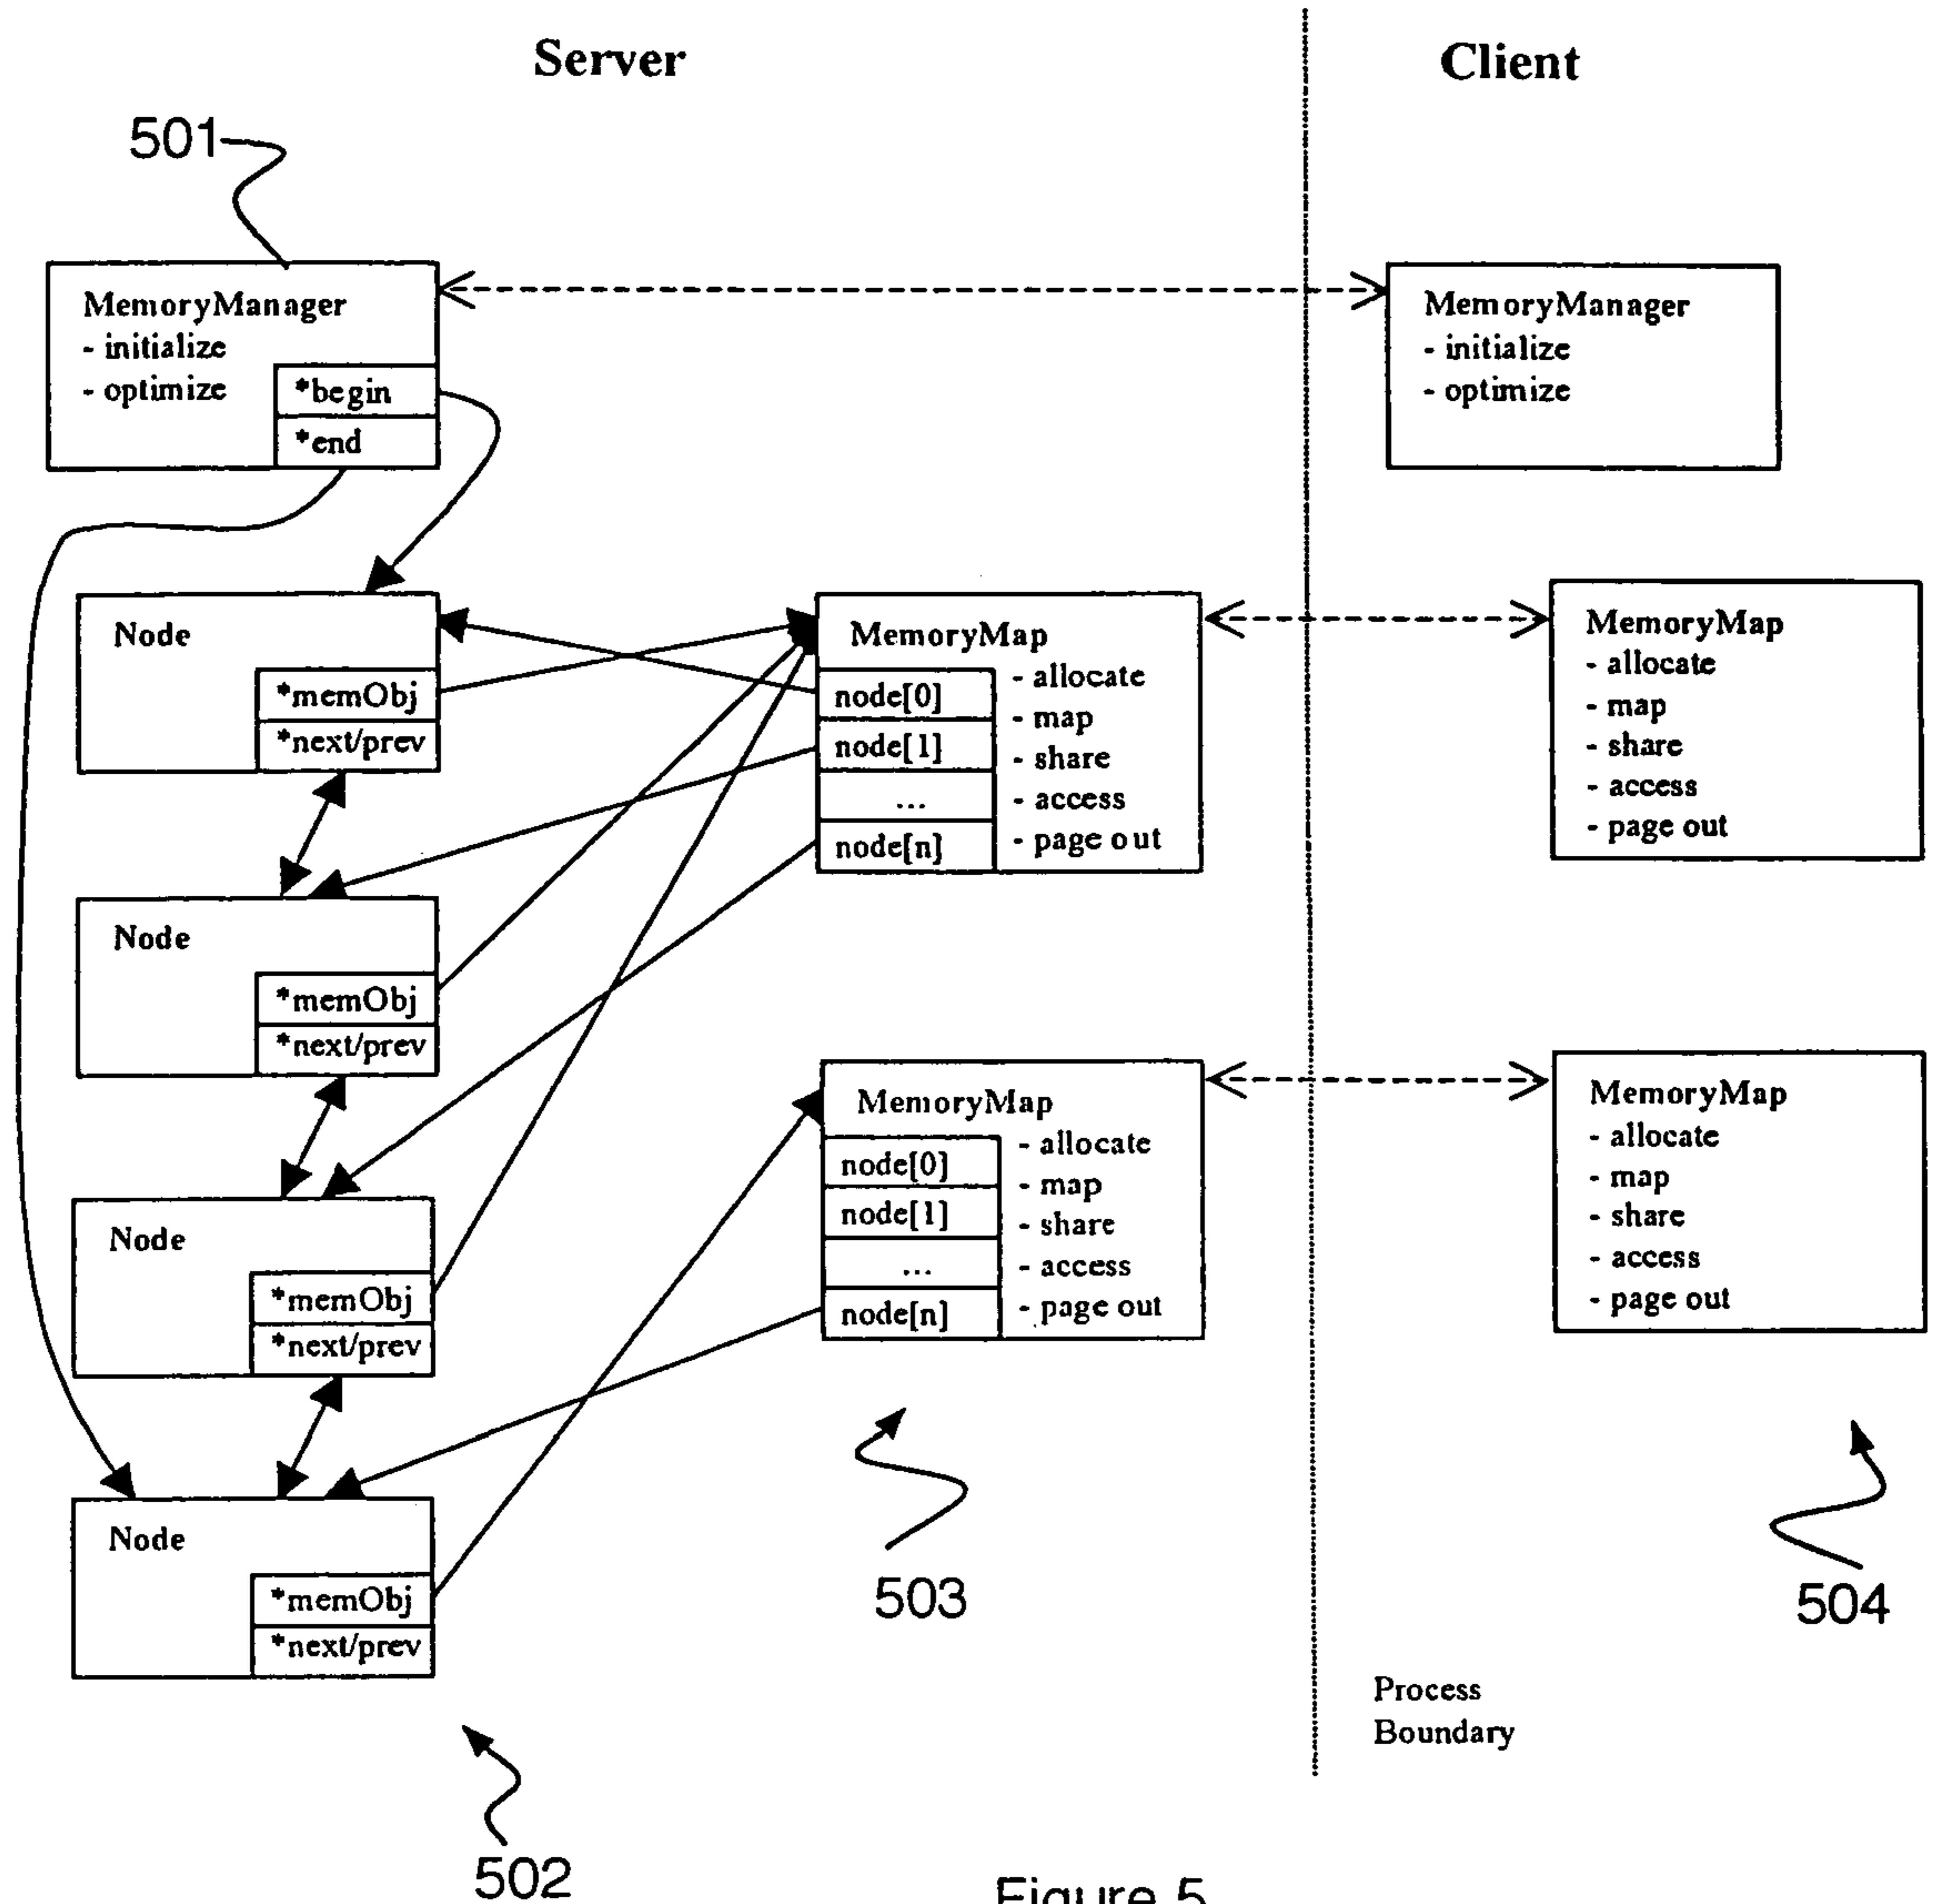 Server
Client
501
MemoryManager
- initialize
- optimize
*begin
*end
MemoryManager
- initialize
- optimize
Node
*memObj
*next/prev
MemoryMap
node[0]
node[1]
...
node[n]
- allocate
- map
- share
- access
- page out
MemoryMap
- allocate
- map
- share
- access
- page out
Node
*memObj
*next/prev
Node
*memObj
*next/prev
MemoryMap
node[0]
node[1]
...
node[n]
- allocate
- map
- share
- access
- page out
MemoryMap
- allocate
- map
- share
- access
- page out
Node
*memObj
*next/prev
503
504
Process
Boundary
502
Figure 5